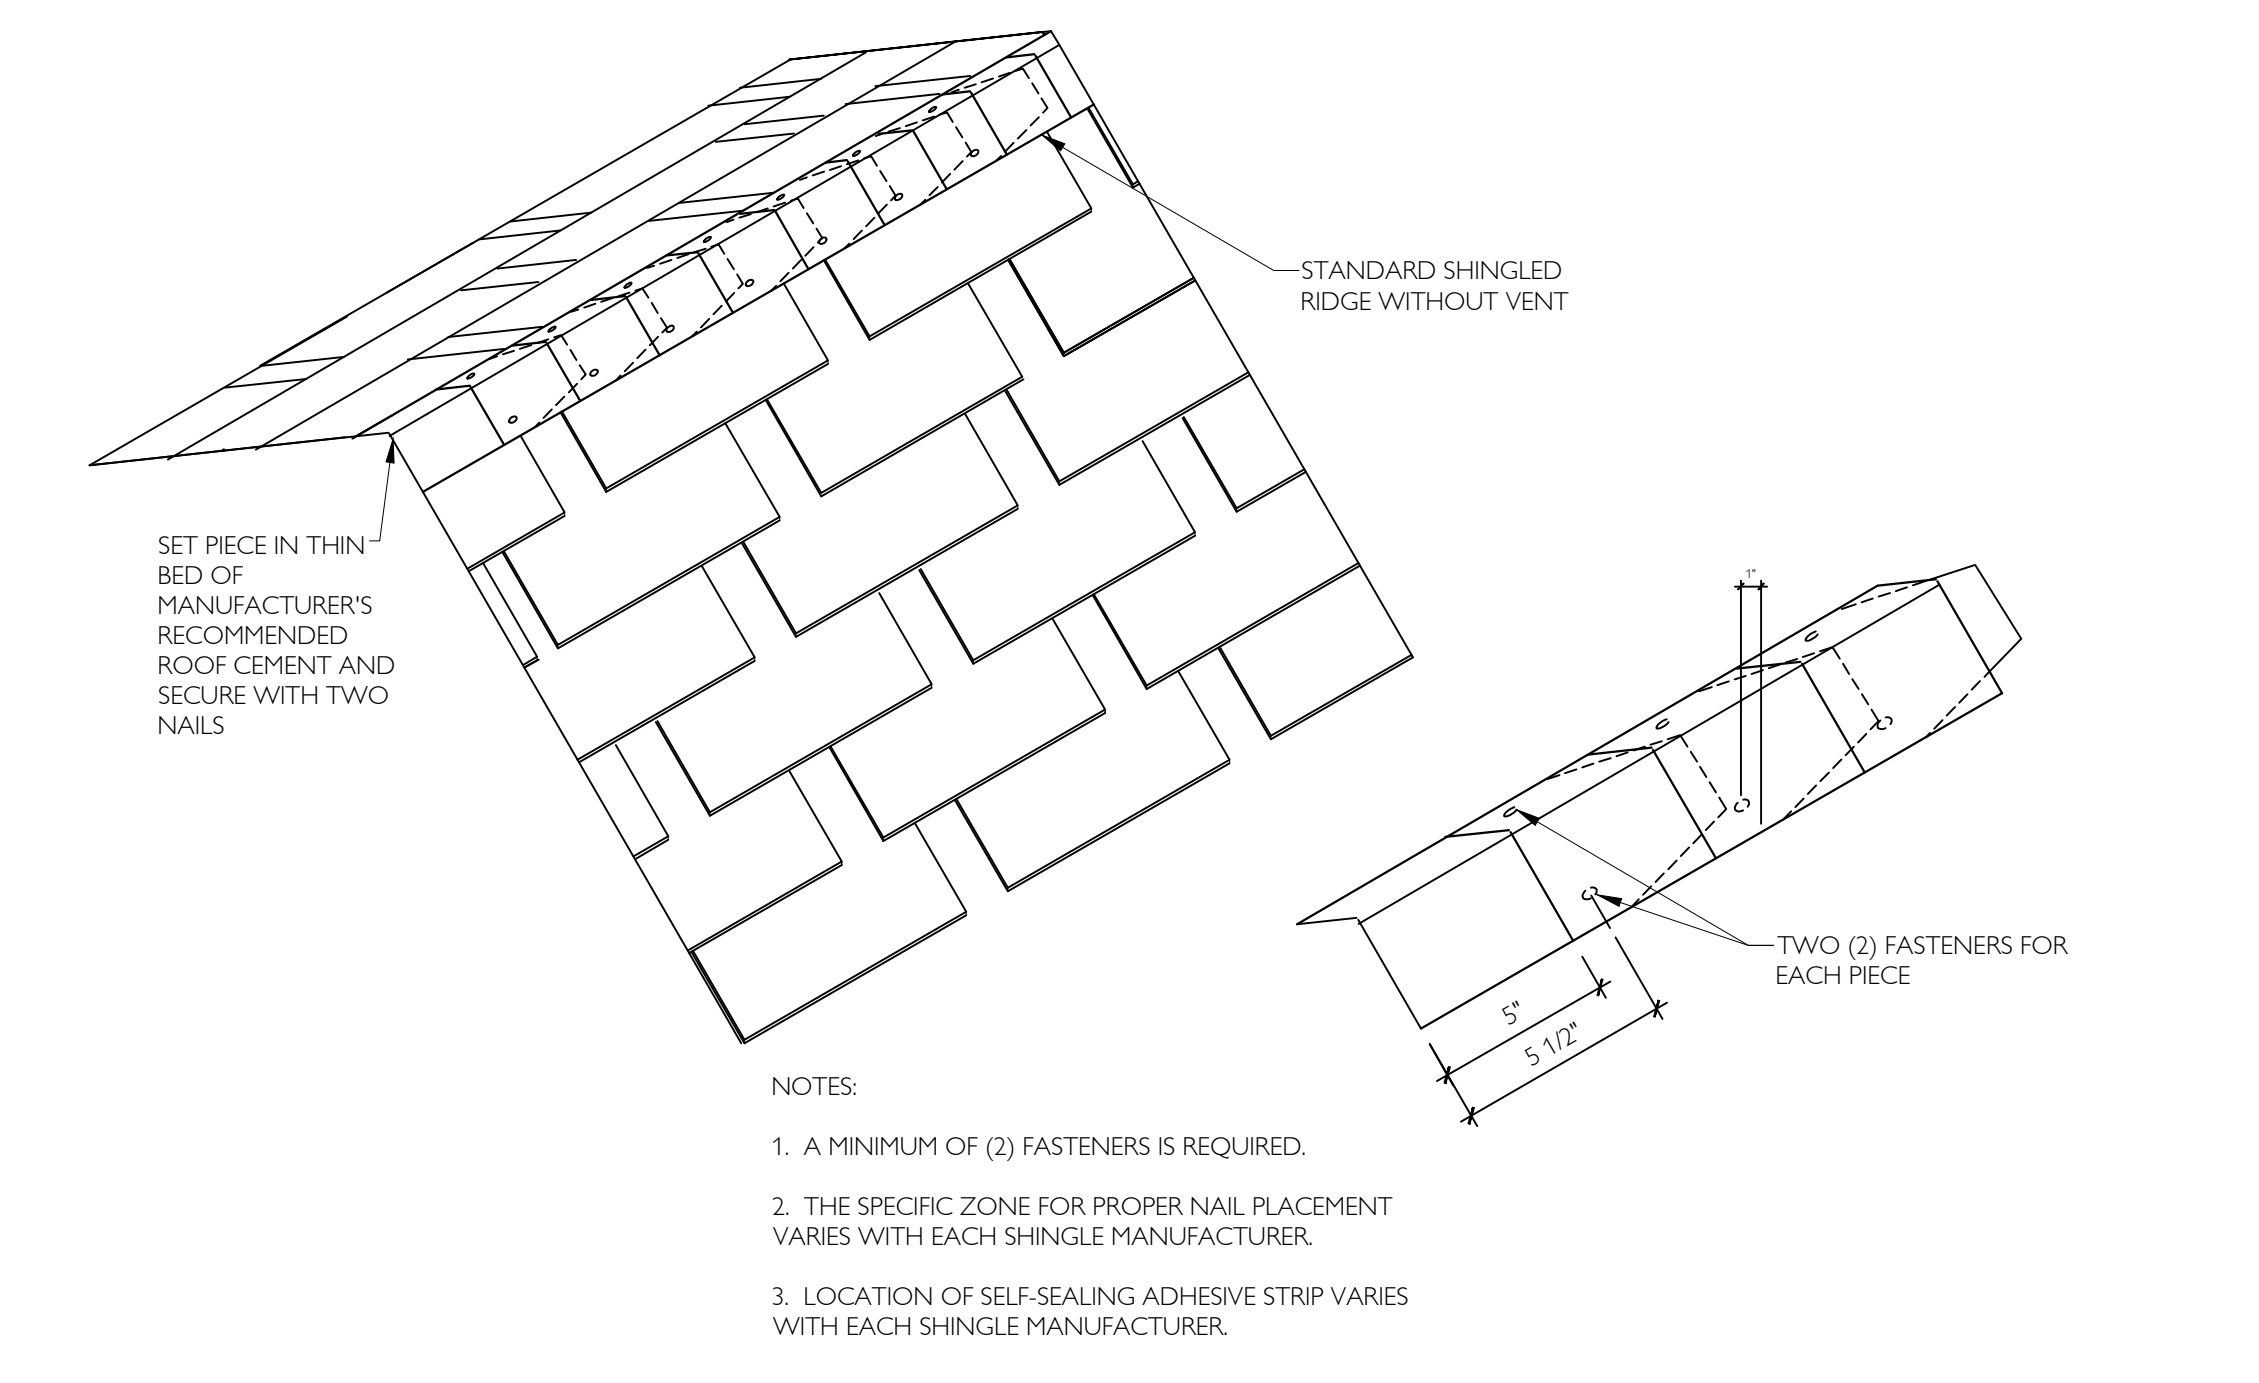 STANDARD SHINGLED
RIDGE WITHOUT VENT
SET PIECE IN THIN
BED OF
MANUFACTURER'S
RECOMMENDED
ROOF CEMENT AND
SECURE WITH TWO
NAILS
1"
TWO (2) FASTENERS FOR
EACH PIECE
5"
5 1/2"
NOTES:
1. A MINIMUM OF (2) FASTENERS IS REQUIRED.
2. THE SPECIFIC ZONE FOR PROPER NAIL PLACEMENT
VARIES WITH EACH SHINGLE MANUFACTURER.
3. LOCATION OF SELF-SEALING ADHESIVE STRIP VARIES
WITH EACH SHINGLE MANUFACTURER.